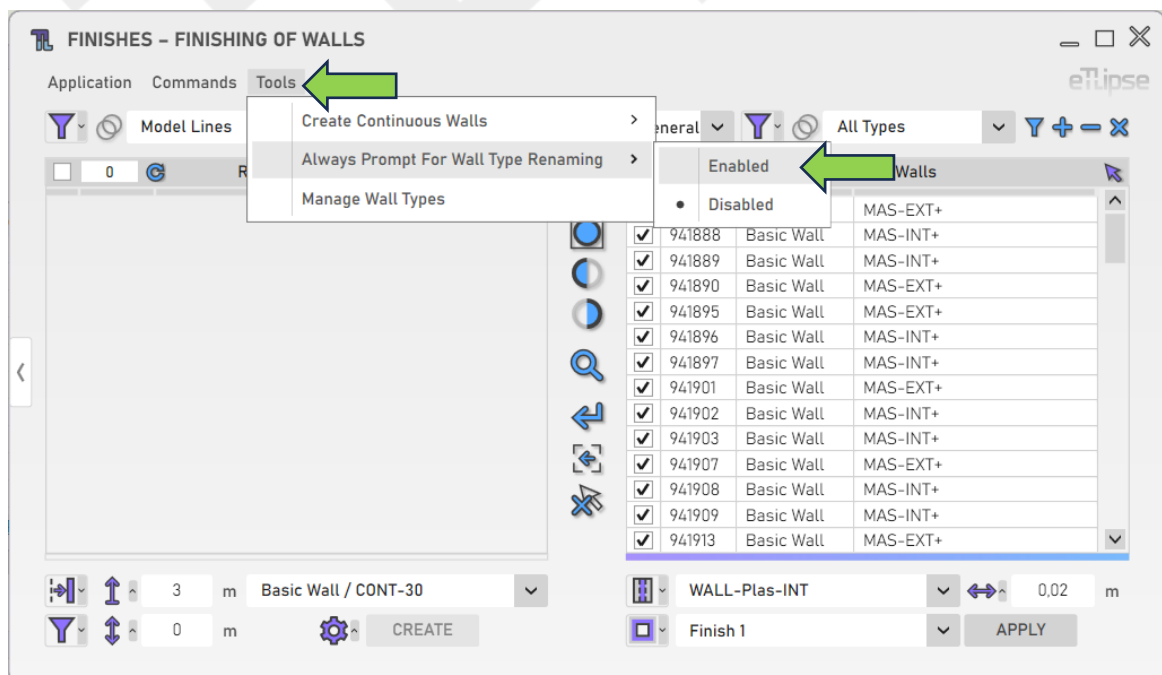 FINISHES – FINISHING OF WALLS
Application Commands Tools
eTLipse
Model Lines
Create Continuous Walls
Always Prompt For Wall Type Renaming
Manage Wall Types
Enabled
Disabled
All Types
0
Walls
MAS-EXT+
941888 Basic Wall MAS-INT+
941889 Basic Wall MAS-INT+
941890 Basic Wall MAS-EXT+
941895 Basic Wall MAS-EXT+
941896 Basic Wall MAS-INT+
941897 Basic Wall MAS-INT+
941901 Basic Wall MAS-EXT+
941902 Basic Wall MAS-INT+
941903 Basic Wall MAS-INT+
941907 Basic Wall MAS-EXT+
941908 Basic Wall MAS-INT+
941909 Basic Wall MAS-INT+
941913 Basic Wall MAS-EXT+
3 m Basic Wall / CONT-30
WALL-Plas-INT 0,02 m
0 m CREATE
Finish 1 APPLY